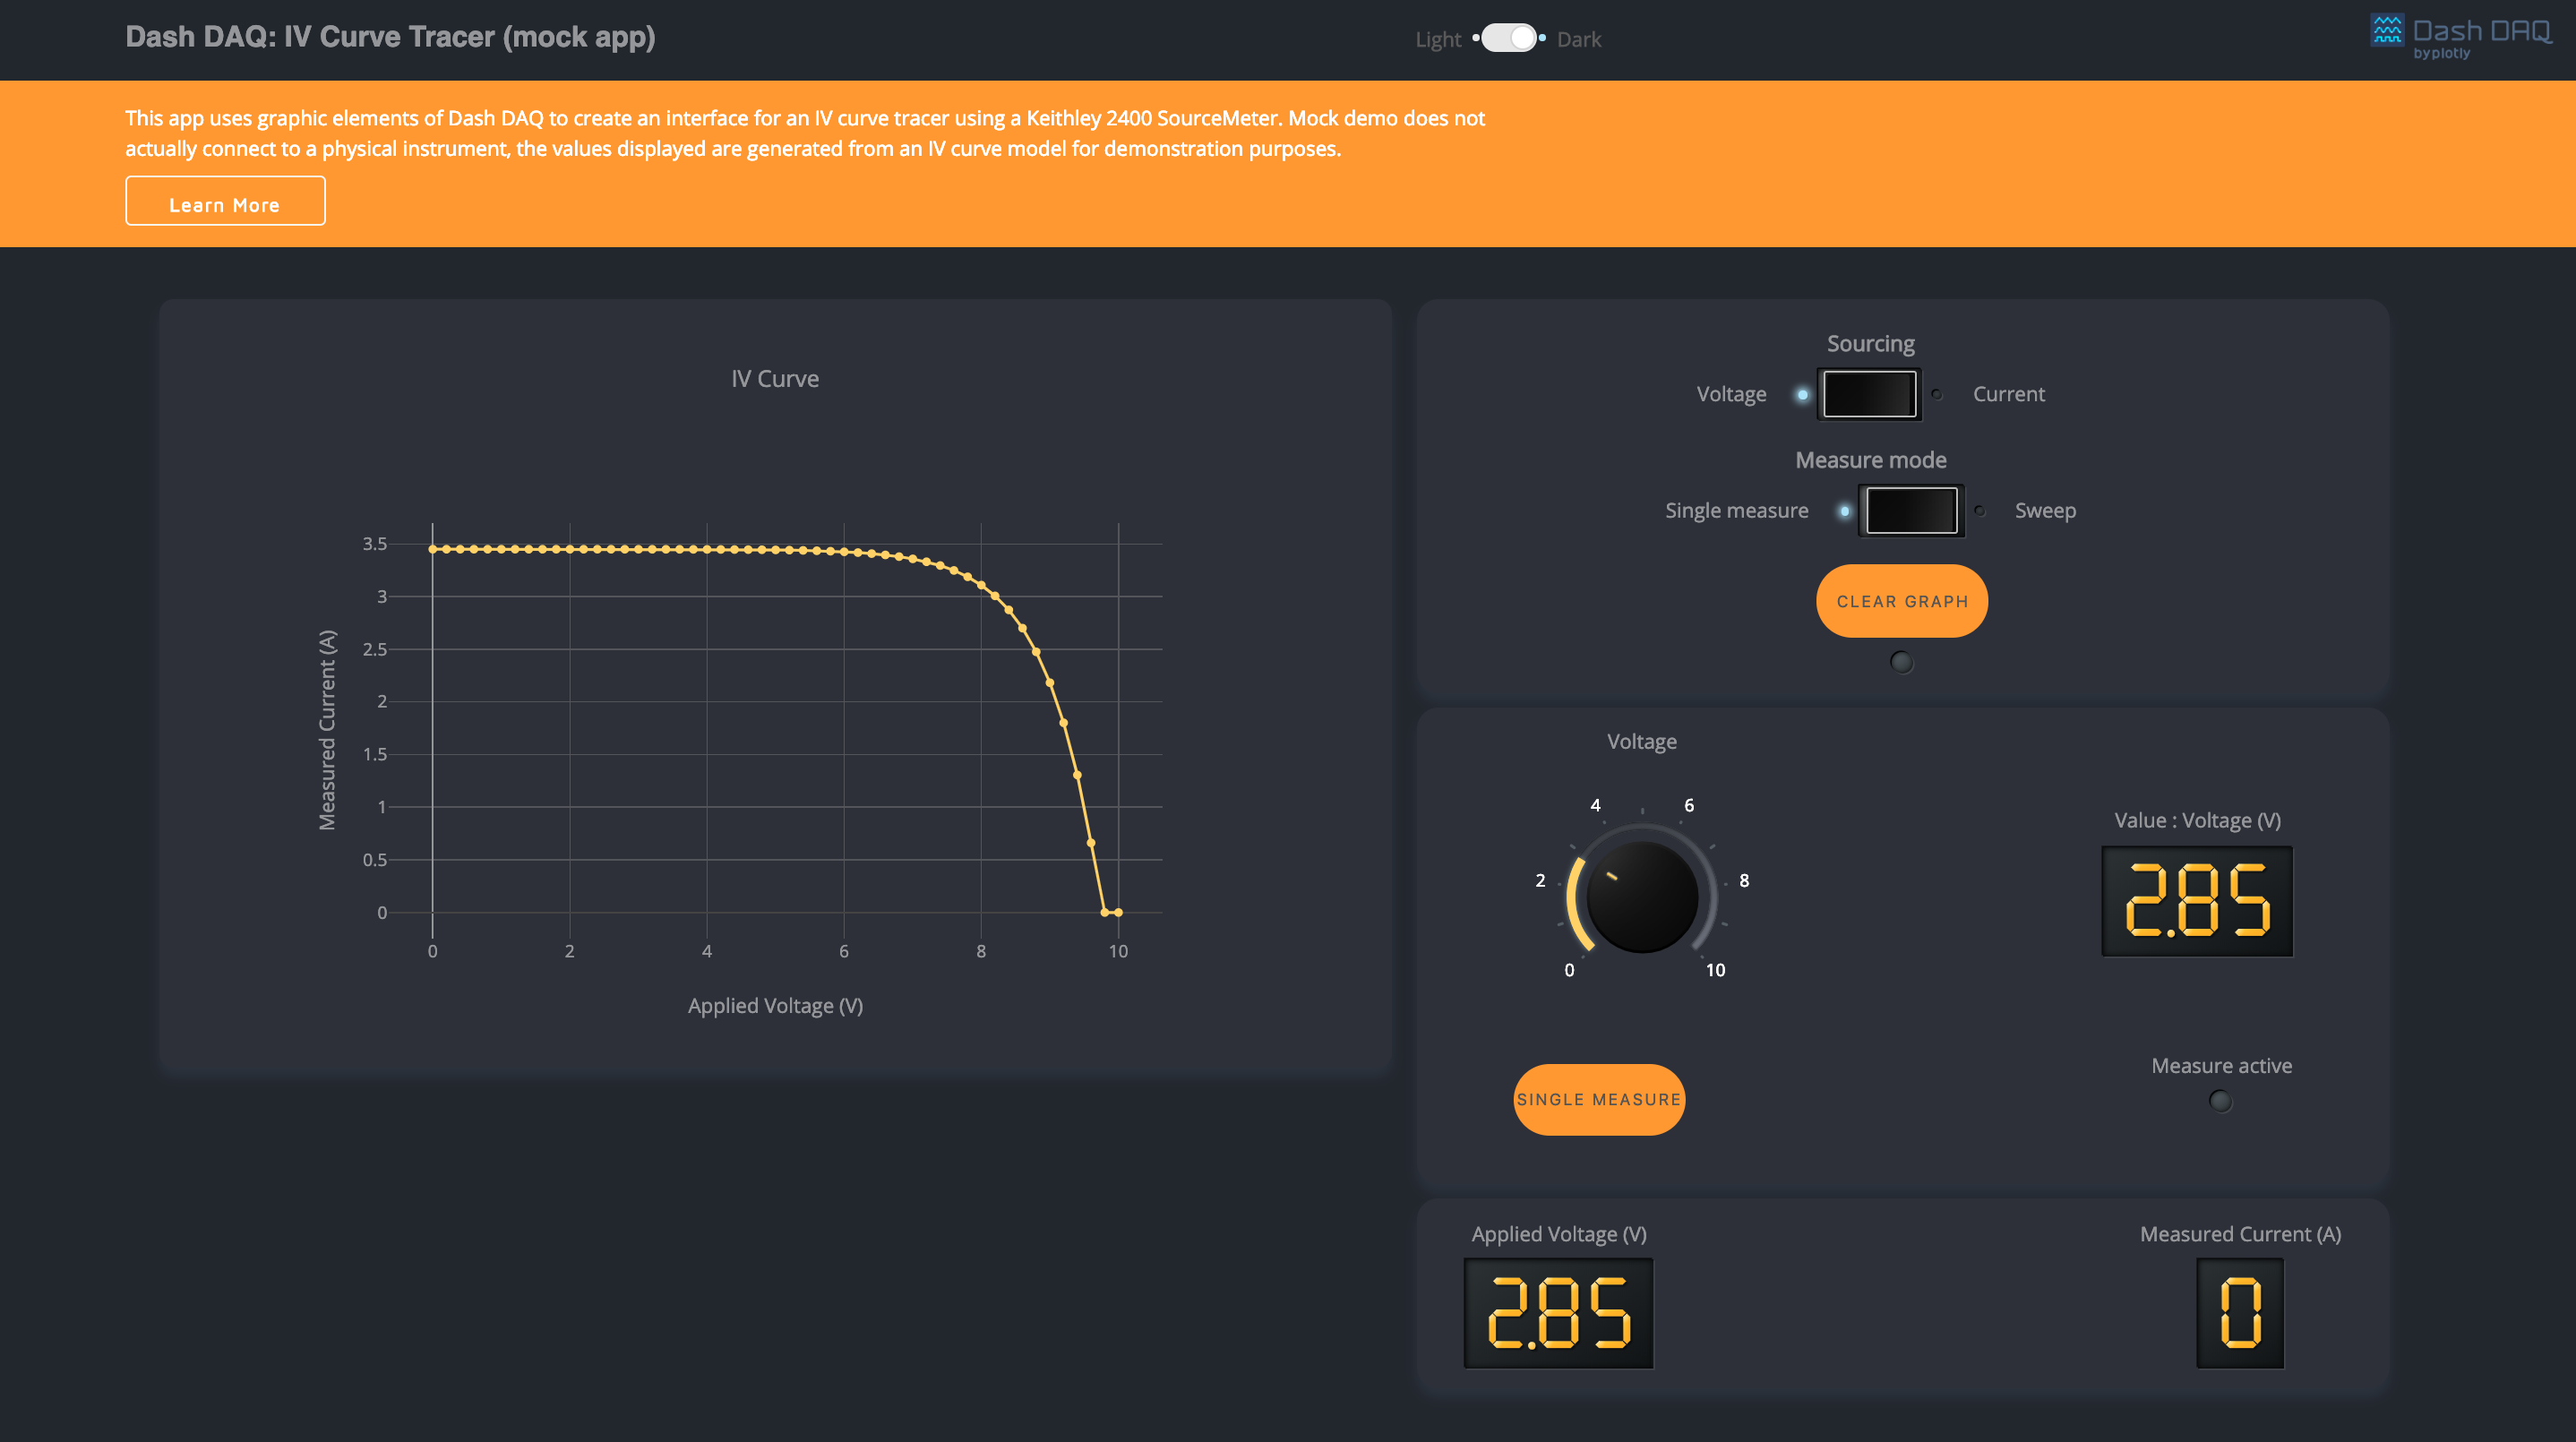 Dash DAQ: IV Curve Tracer (mock app)
Light Dark
Dash DAQ
by plotly
This app uses graphic elements of Dash DAQ to create an interface for an IV curve tracer using a Keithley 2400 SourceMeter. Mock demo does not
actually connect to a physical instrument, the values displayed are generated from an IV curve model for demonstration purposes.
Learn More
IV Curve
Measured Current (A)
3.5
3
2.5
2
1.5
1
0.5
0
0 2 4 6 8 10
Applied Voltage (V)
Sourcing
Voltage Current
Measure mode
Single measure Sweep
CLEAR GRAPH
Voltage
0 2 4 6 8 10
Value : Voltage (V)
2.85
SINGLE MEASURE
Measure active
Applied Voltage (V)
2.85
Measured Current (A)
0